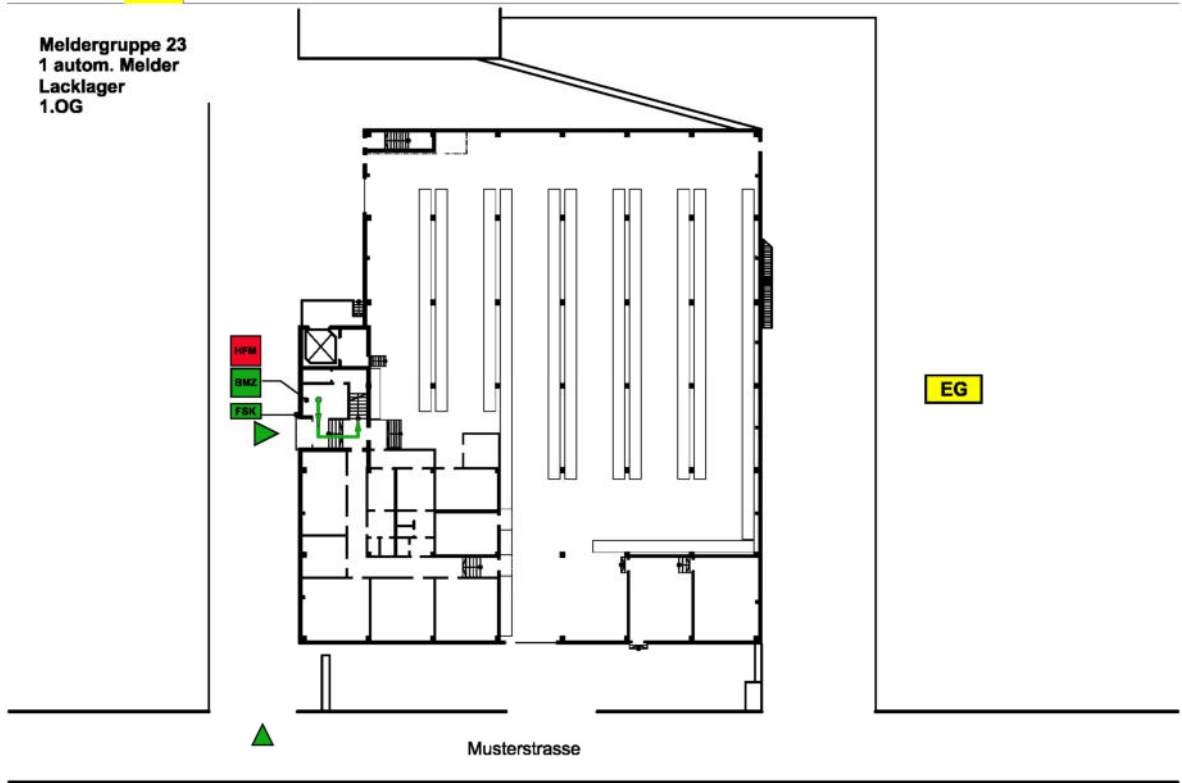 Meldergruppe 23
1 autom. Melder
Lacklager
1.OG
HFM
BMZ
FSK
EG
Musterstrasse